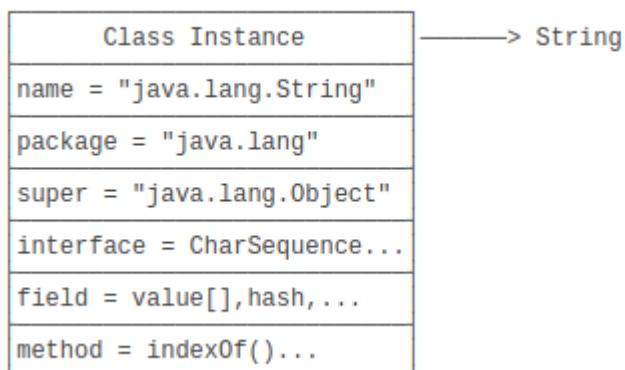 Class Instance
String
name = "java.lang.String"
package = "java.lang"
super = "java.lang.Object"
interface = CharSequence...
field = value[],hash,...
method = indexOf()...